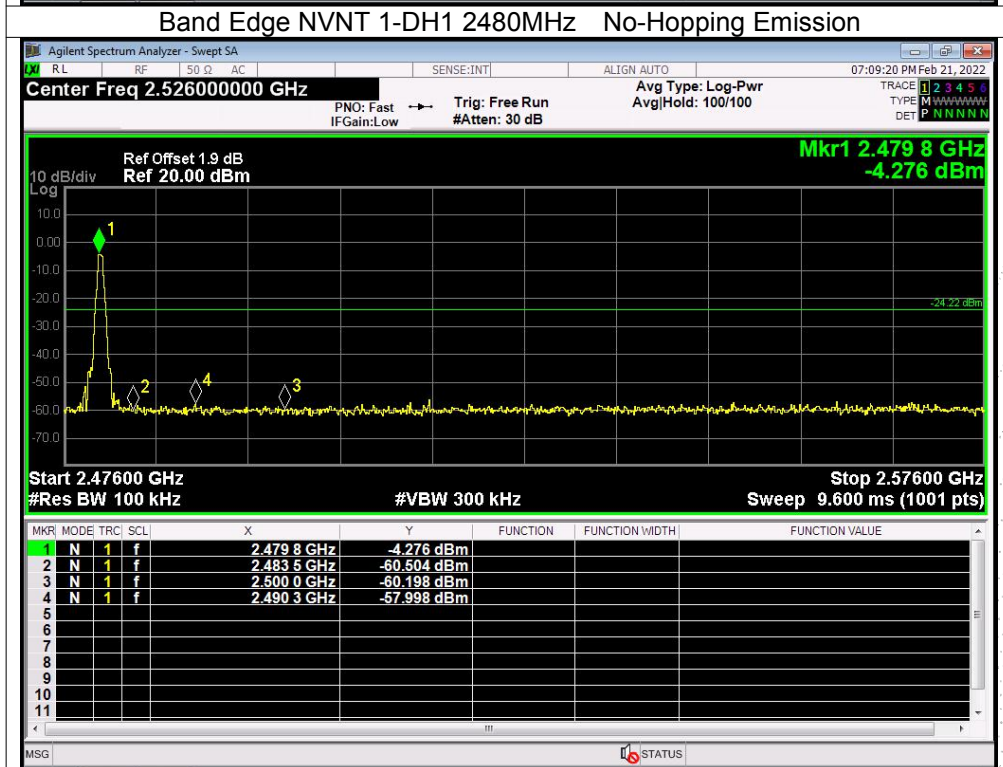 Band Edge NVNT 1-DH1 2480MHz No-Hopping Emission
Agilent Spectrum Analyzer - Swept SA
LXI RL RF 50 Ω AC SENSE:INT ALIGN AUTO 07:09:20 PM Feb 21, 2022
Center Freq 2.526000000 GHz Avg Type: Log-Pwr TRACE 1 2 3 4 5 6
PNO: Fast Trig: Free Run Avg|Hold: 100/100 TYPE M WWWWW
IFGain:Low #Atten: 30 dB DET P N N N N N
Mkr1 2.479 8 GHz
Ref Offset 1.9 dB
10 dB/div Ref 20.00 dBm -4.276 dBm
Log
10.0
1
0.00
-10.0
-20.0
-24.22 dBm
-30.0
-40.0
-50.0
2 4 3
-60.0
-70.0
Start 2.47600 GHz Stop 2.57600 GHz
#Res BW 100 kHz #VBW 300 kHz Sweep 9.600 ms (1001 pts)
MKR MODE TRC SCL X Y FUNCTION FUNCTION WIDTH FUNCTION VALUE
1 N 1 f 2.479 8 GHz -4.276 dBm
2 N 1 f 2.483 5 GHz -60.504 dBm
3 N 1 f 2.500 0 GHz -60.198 dBm
4 N 1 f 2.490 3 GHz -57.998 dBm
5
6
7
8
9
10
11
MSG STATUS